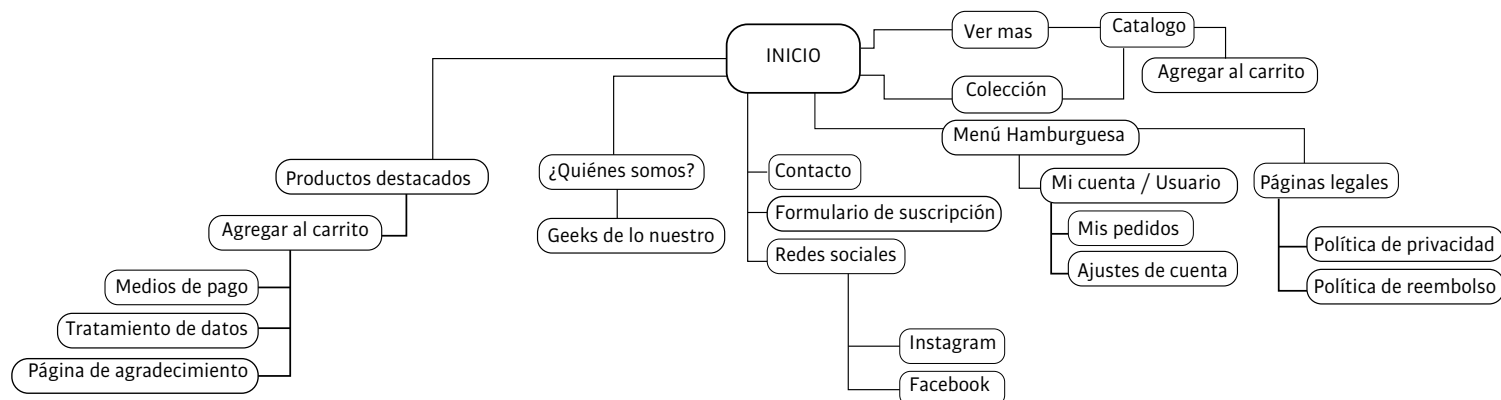 INICIO
Ver mas
Catalogo
Agregar al carrito
Colección
Menú Hamburguesa
Productos destacados
¿Quiénes somos?
Contacto
Mi cuenta / Usuario
Páginas legales
Agregar al carrito
Geeks de lo nuestro
Formulario de suscripción
Mis pedidos
Política de privacidad
Redes sociales
Ajustes de cuenta
Política de reembolso
Medios de pago
Tratamiento de datos
Página de agradecimiento
Instagram
Facebook